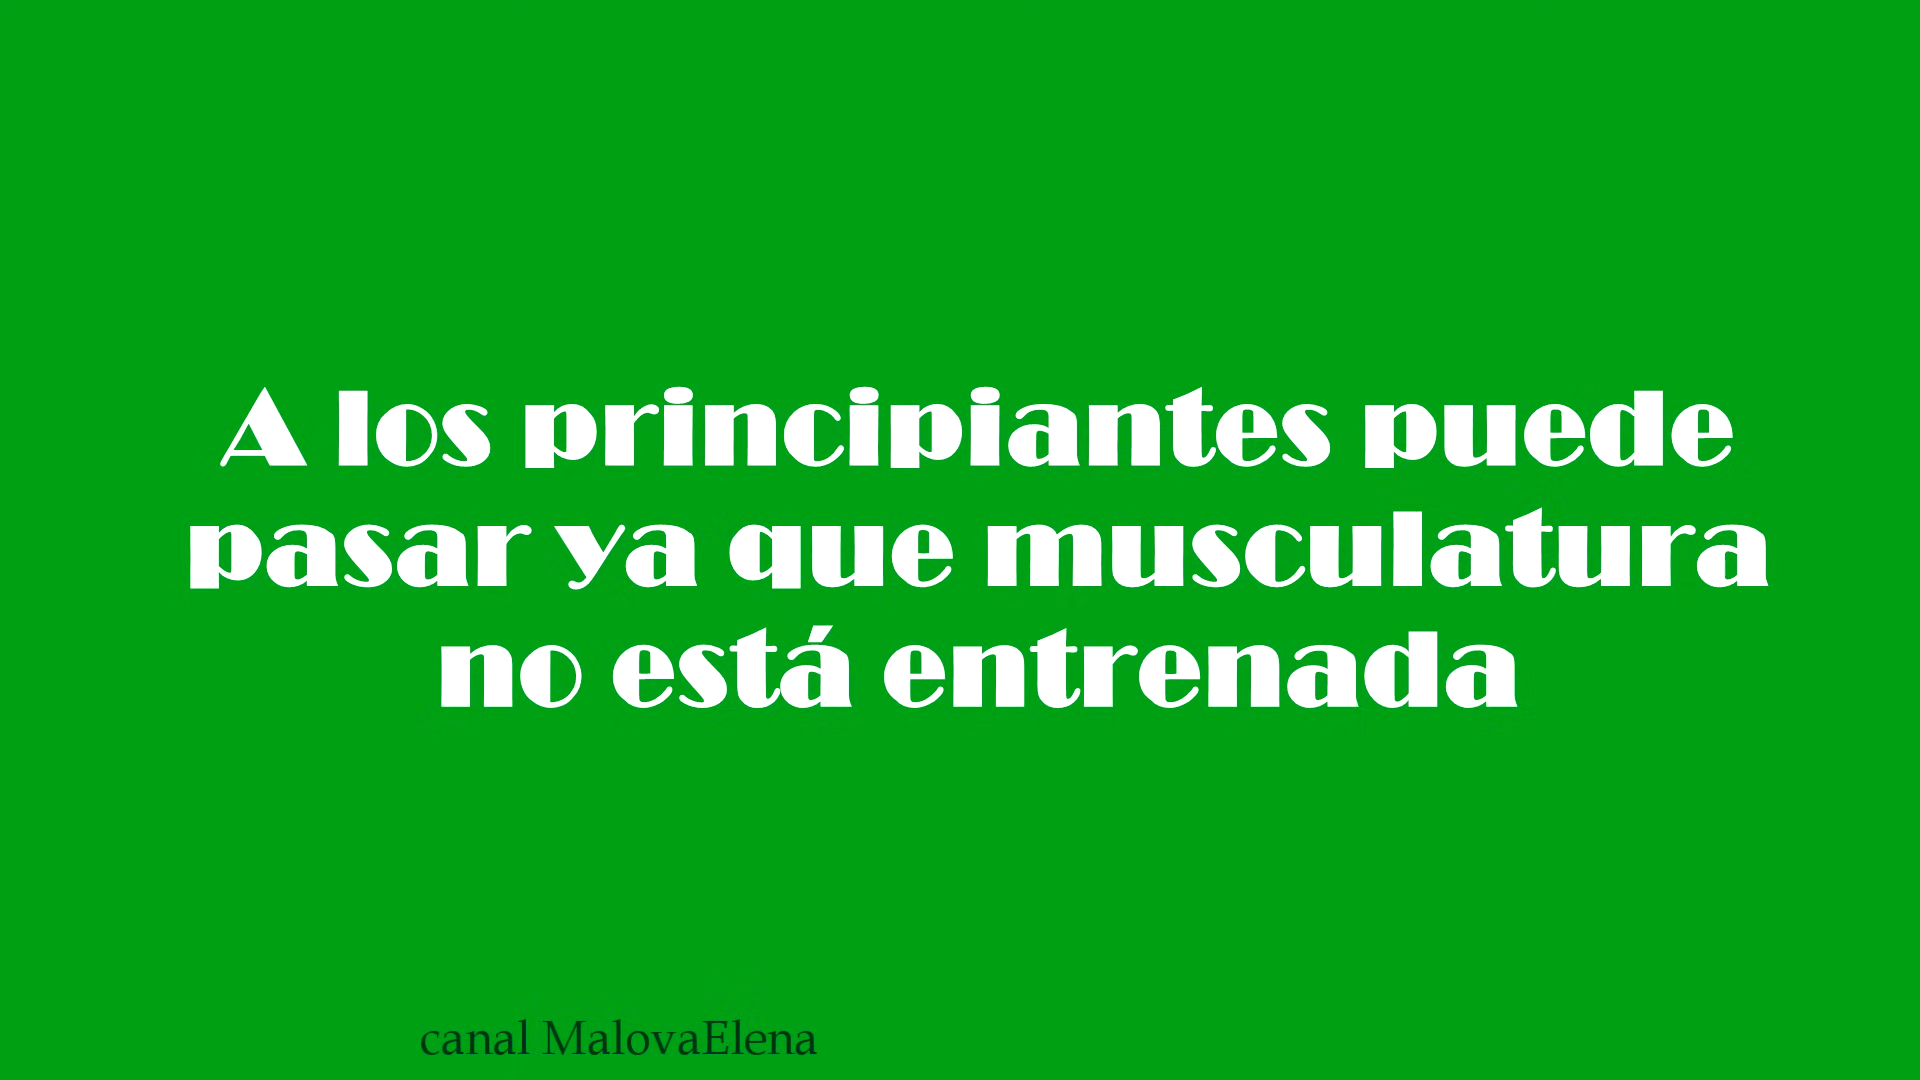 A los principiantes puede
pasar ya que musculatura
no está entrenada
canal MalovaElena